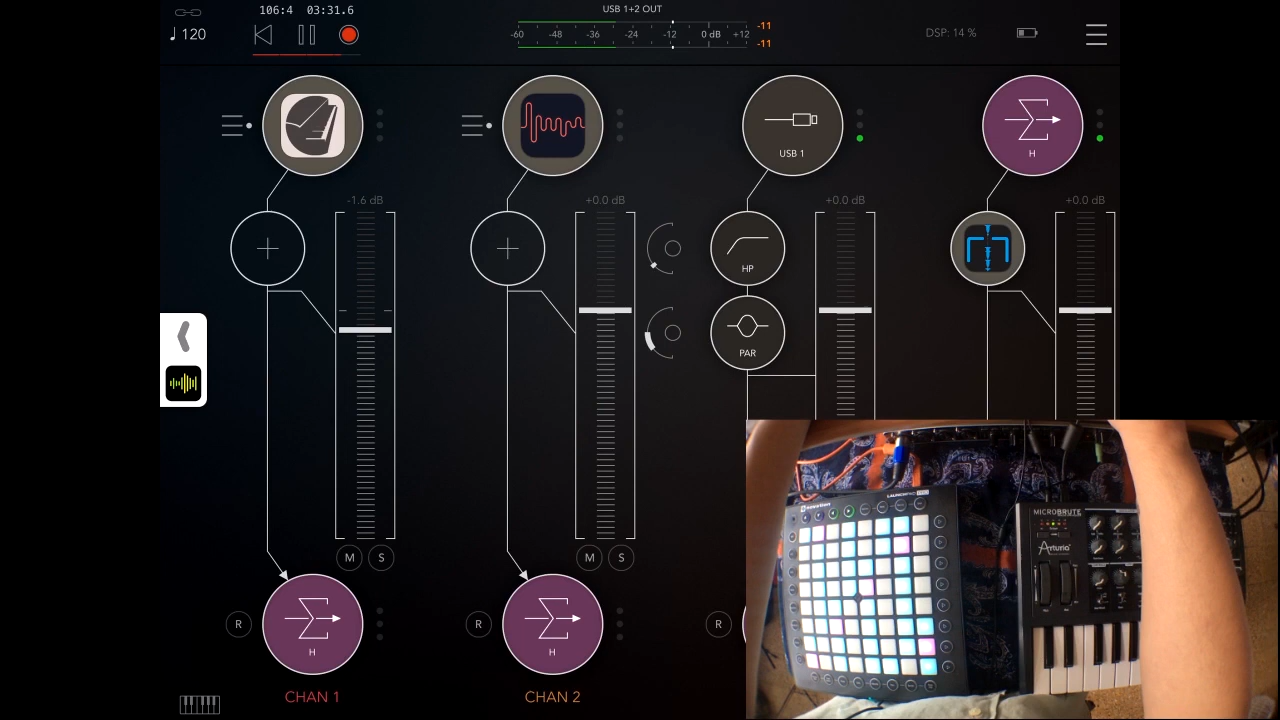 106:4 03:31.6
USB 1+2 OUT
♩ 120
-60 -48 -36 -24 -12 0 dB +12
-11
-11
DSP: 14 %
USB 1
H
-1.6 dB
+0.0 dB
+0.0 dB
+0.0 dB
HP
PAR
M S
M S
R
H
R
H
R
CHAN 1
CHAN 2
novation
LAUNCHPAD PRO
MICROBRUTE
Arturia